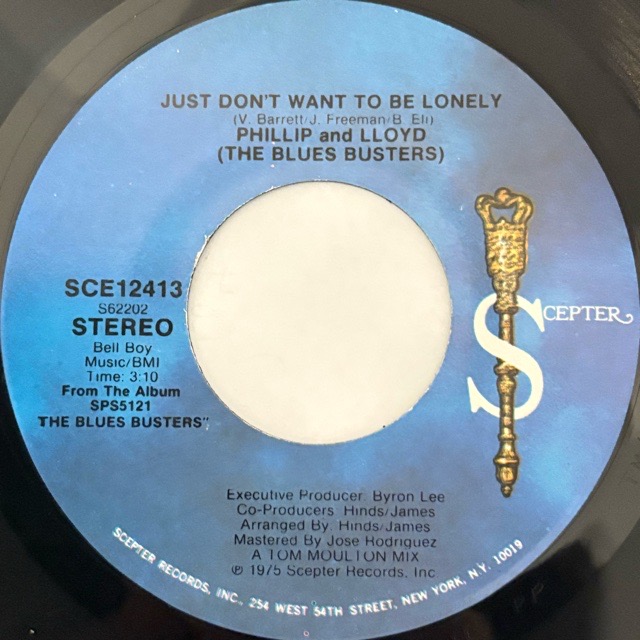 JUST DON'T WANT TO BE LONELY
(V. Barrett/J. Freeman/B. Eli)
PHILLIP and LLOYD
(THE BLUES BUSTERS)
SCE12413
S62202
STEREO
Bell Boy
Music/BMI
Time: 3:10
From The Album
SPS5121
THE BLUES BUSTERS"
SCEPTER
Executive Producer: Byron Lee
Co-Producers Hinds/James
Arranged By: Hinds/James
Mastered By Jose Rodriquez
A TOM MOULTON MIX
℗ 1975 Scepter Records, Inc
SCEPTER RECORDS, INC., 254 WEST 54TH STREET, NEW YORK, N.Y. 10019